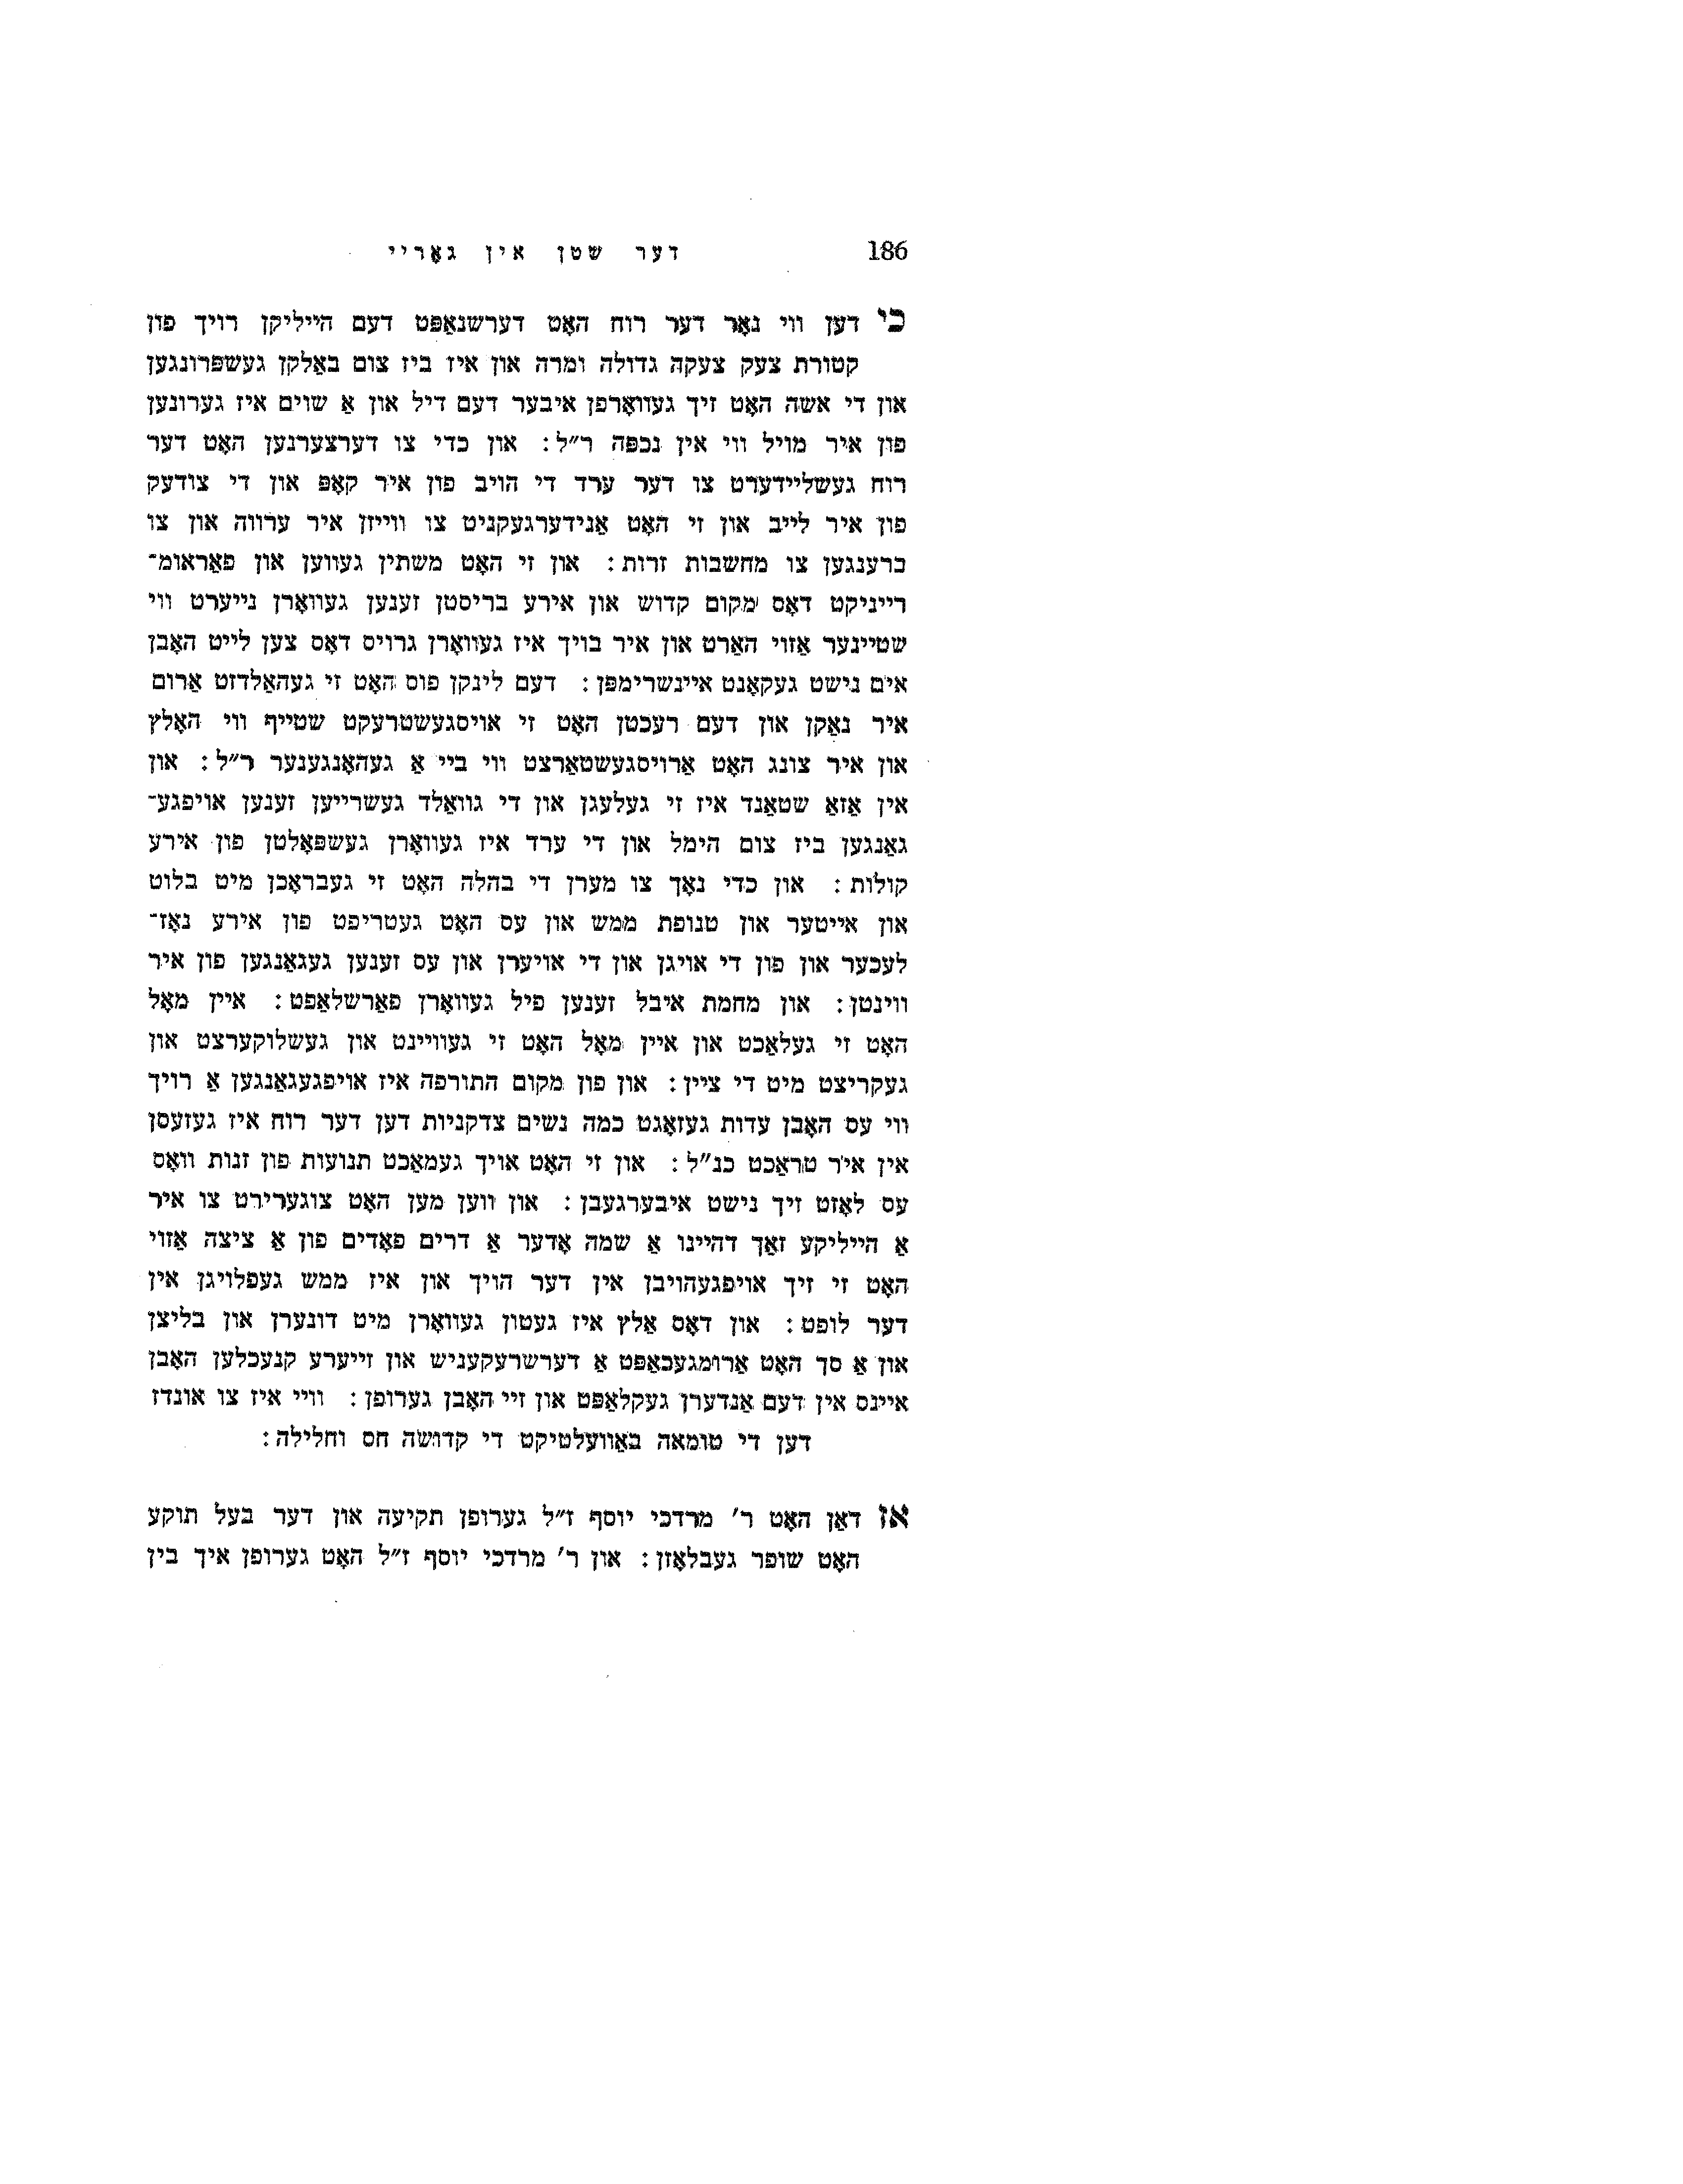 186 דער שטן אין גאָריי
כי דען ווי נאָר דער רוח האָט דערשנאַפּט דעם הייליקן רויך פון
קטורת צעק צעקה גדולה ומרה און איז ביז צום באַלקן געשפּרונגען
און די אשה האָט זיך געוואָרפן איבער דעם דיל און אַ שוים איז גערונען
פון איר מויל ווי אין נכפּה ר״ל: און כדי צו דערצערנען האָט דער
רוח געשליידערט צו דער ערד די הויב פון איר קאָפּ און די צודעק
פון איר לייב און זי האָט אַנידערגעקניט צו ווייזן איר ערווה און צו
ברענגען צו מחשבות זרות: און זי האָט משתין געווען און פאַראומ־
רייניקט דאָס מקום קדוש און אירע בריסטן זענען געוואָרן נייערט ווי
שטיינער אַזוי האַרט און איר בויך איז געוואָרן גרויס דאָס צען לייט האָבן
אים נישט געקאָנט איינשרימפּן: דעם לינקן פוס האָט זי געהאַלדזט אַרום
איר נאַקן און דעם רעכטן האָט זי אויסגעשטרעקט שטייף ווי האָלץ
און איר צונג האָט אַרויסגעשטאַרצט ווי ביי אַ געהאָנגענער ר״ל: און
אין אַזאַ שטאַנד איז זי געלעגן און די גוואַלד געשרייען זענען אויפגע־
גאַנגען ביז צום הימל און די ערד איז געוואָרן געשפּאָלטן פון אירע
קולות: און כדי נאָך צו מערן די בהלה האָט זי געבראָכן מיט בלוט
און אייטער און טנופת ממש און עס האָט געטריפט פון אירע נאָז־
לעכער און פון די אויגן און די אויערן און עס זענען געגאַנגען פון איר
ווינטן: און מחמת איבל זענען פיל געוואָרן פאַרשלאַפט: איין מאָל
האָט זי געלאַכט און איין מאָל האָט זי געוויינט און געשלוקערצט און
געקריצט מיט די ציין: און פון מקום התורפה איז אויפגעגאַנגען אַ רויך
ווי עס האָבן עדות געזאָגט כמה נשים צדקניות דען דער רוח איז געזעסן
אין איר טראַכט כנ״ל: און זי האָט אויך געמאַכט תנועות פון זנות וואָס
עס לאָזט זיך נישט איבערגעבן: און ווען מען האָט צוגערירט צו איר
אַ הייליקע זאַך דהיינו אַ שמה אָדער אַ דרים פאָדים פון אַ ציצה אַזוי
האָט זי זיך אויפגעהויבן אין דער הויך און איז ממש געפלויגן אין
דער לופט: און דאָס אַלץ איז געטון געוואָרן מיט דונערן און בליצן
און אַ סך האָט אַרומגעכאַפּט אַ דערשרעקעניש און זייערע קנעכלען האָבן
איינס אין דעם אַנדערן געקלאַפּט און זיי האָבן גערופן: וויי איז צו אונדז
דען די טומאה באַוועלטיקט די קדושה חס וחלילה:
אז דאַן האָט ר׳ מרדכי יוסף ז״ל גערופן תקיעה און דער בעל תוקע
האָט שופר געבלאָזן: און ר׳ מרדכי יוסף ז״ל האָט גערופן איך בין